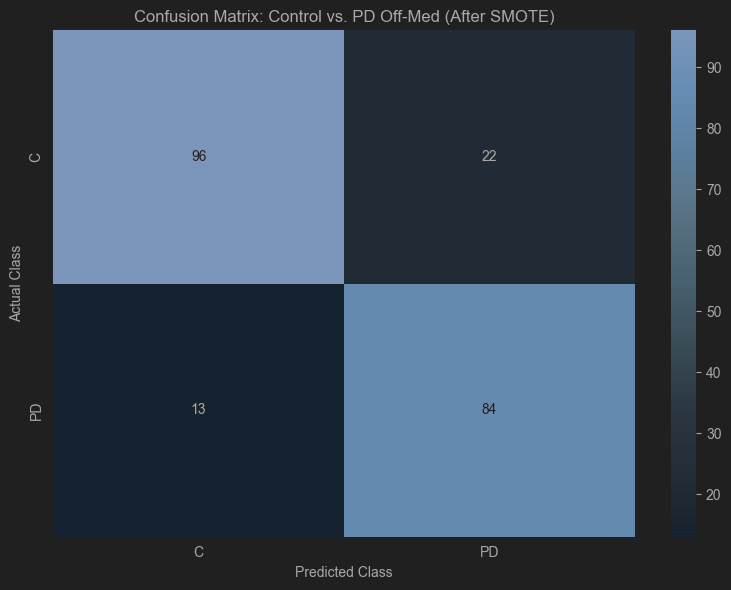 Confusion Matrix: Control vs. PD Off-Med (After SMOTE)
Actual Class
C
PD
96
22
13
84
C
PD
Predicted Class
90
80
70
60
50
40
30
20